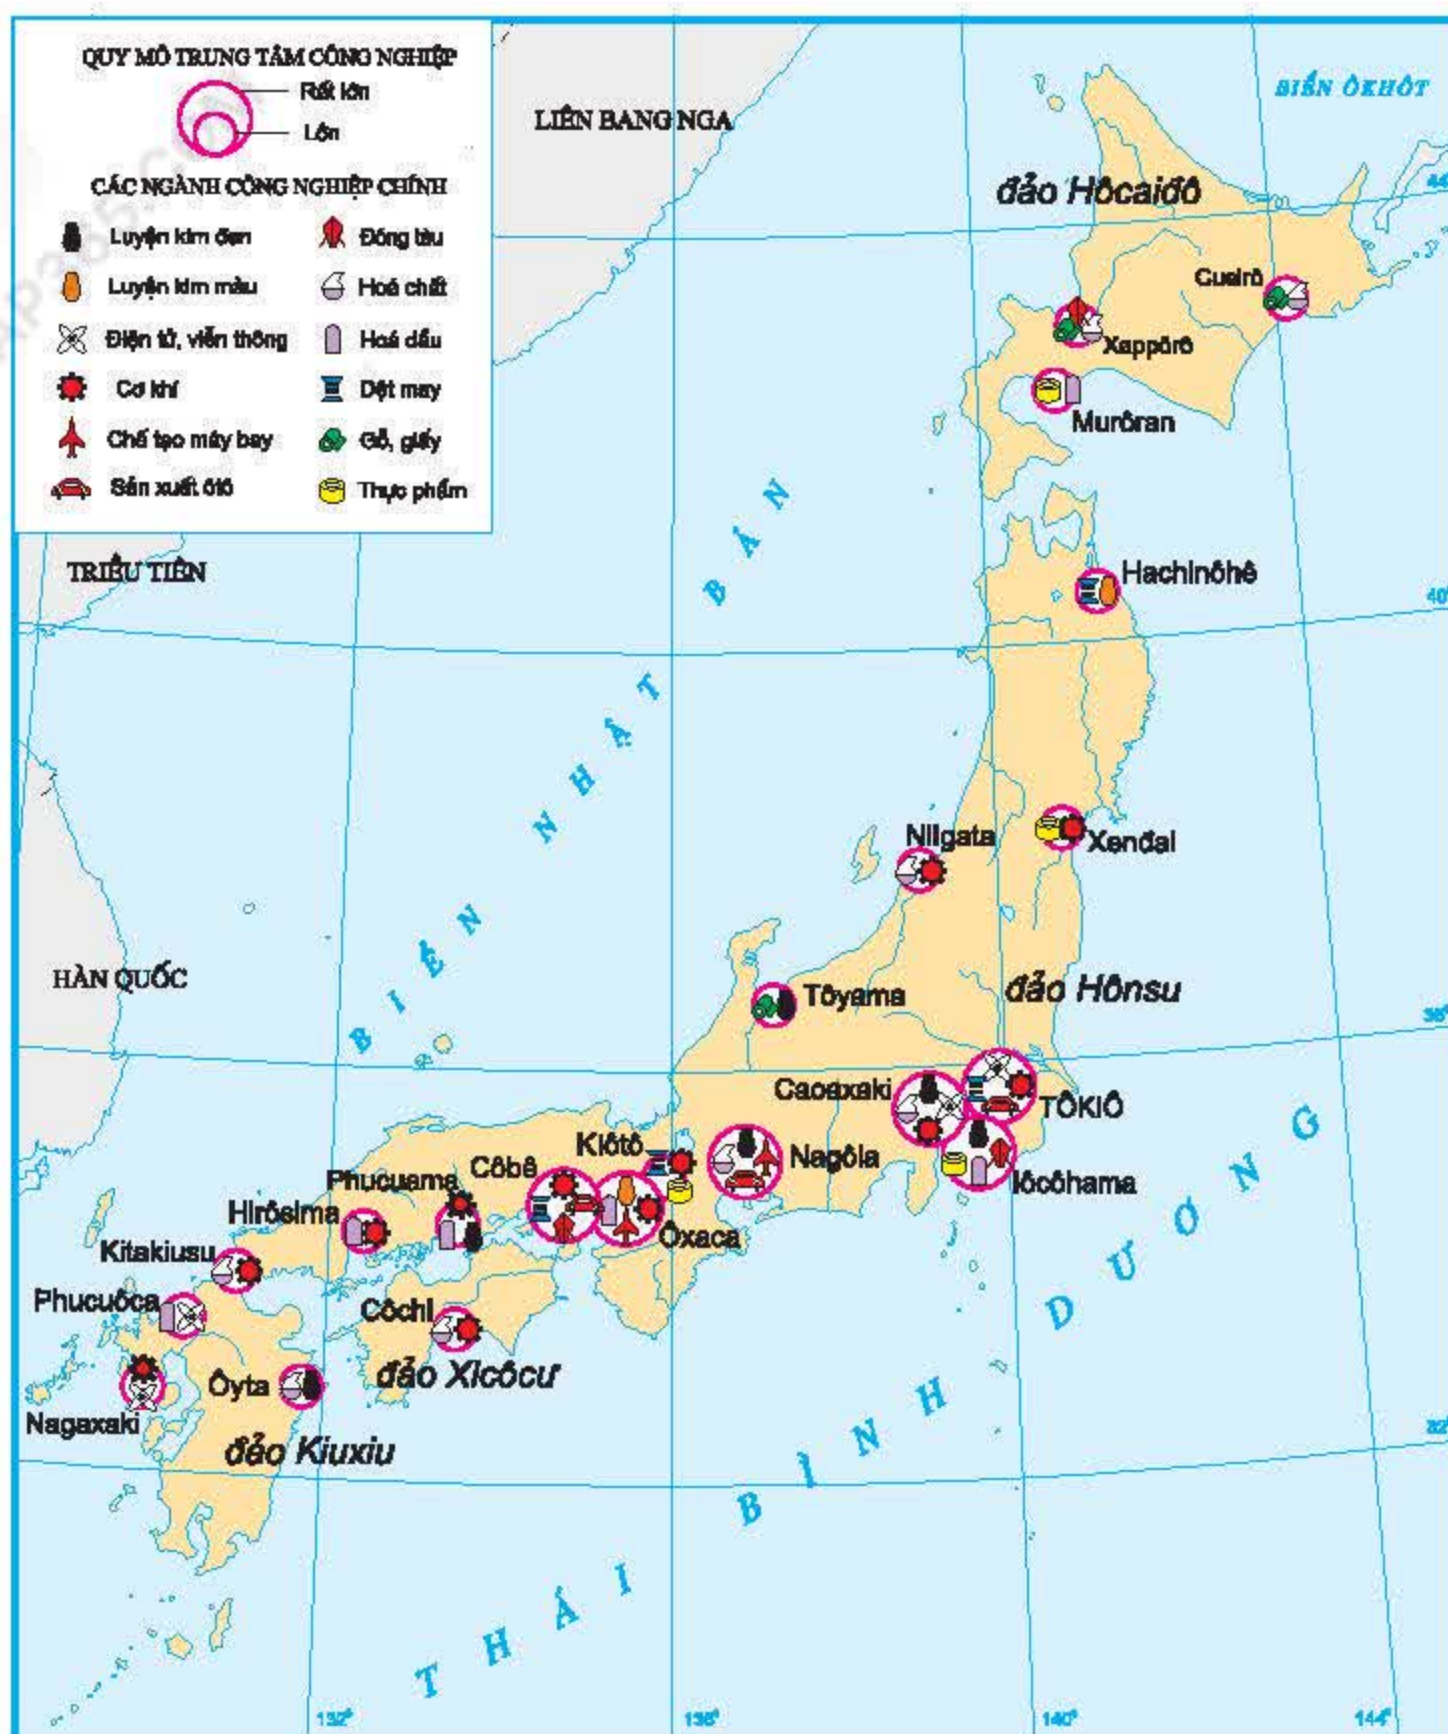 QUY MÔ TRUNG TÂM CÔNG NGHIỆP
Rất lớn
Lớn
CÁC NGÀNH CÔNG NGHIỆP CHÍNH
Luyện kim đen
Đóng tàu
Luyện kim màu
Hoá chất
Điện tử, viễn thông
Hoá dầu
Cơ khí
Dệt may
Chế tạo máy bay
Gỗ, giấy
Sản xuất ôtô
Thực phẩm
LIÊN BANG NGA
BIỂN ÔKHÔT
đảo Hôcaiđô
Cusirô
Xappôrô
Murôran
TRIỀU TIÊN
Hachinôhê
BIỂN NHẬT BẢN
Niigata
Xenđai
HÀN QUỐC
Tôyama
đảo Hônsu
Caoaxaki
TÔKIÔ
Iôcôhama
Kiôtô
Nagôia
Côbê
Ôxaca
Phucuama
Hirôsima
Kitakiusu
Phucuôca
Côchi
đảo Xicôcư
Ôyta
Nagaxaki
đảo Kiuxiu
THÁI BÌNH DƯƠNG
132°
136°
140°
144°